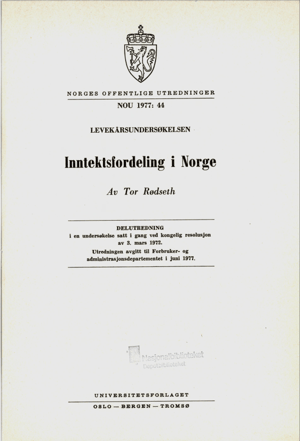 NORGES OFFENTLIGE UTREDNINGER
NOU 1977: 44
LEVEKÅRSUNDERSØKELSEN
Inntektsfordeling i Norge
Av Tor Rødseth
DELUTREDNING
i en undersøkelse satt i gang ved kongelig resolusjon
av 3. mars 1972.
Utredningen avgitt til Forbruker- og
administrasjonsdepartementet i juni 1977.
Nasjonalbiblioteket
UNIVERSITETSFORLAGET
OSLO — BERGEN — TROMSØ